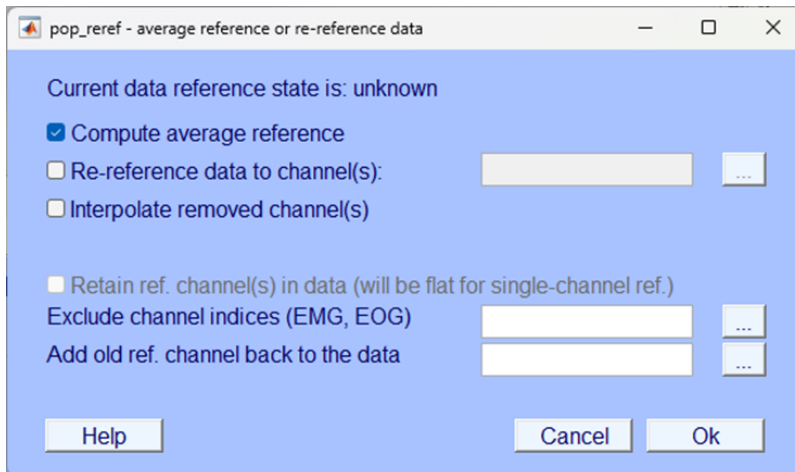 pop_reref - average reference or re-reference data
Current data reference state is: unknown
Compute average reference
Re-reference data to channel(s):
...
Interpolate removed channel(s)
Retain ref. channel(s) in data (will be flat for single-channel ref.)
Exclude channel indices (EMG, EOG)
...
Add old ref. channel back to the data
...
Help
Cancel
Ok